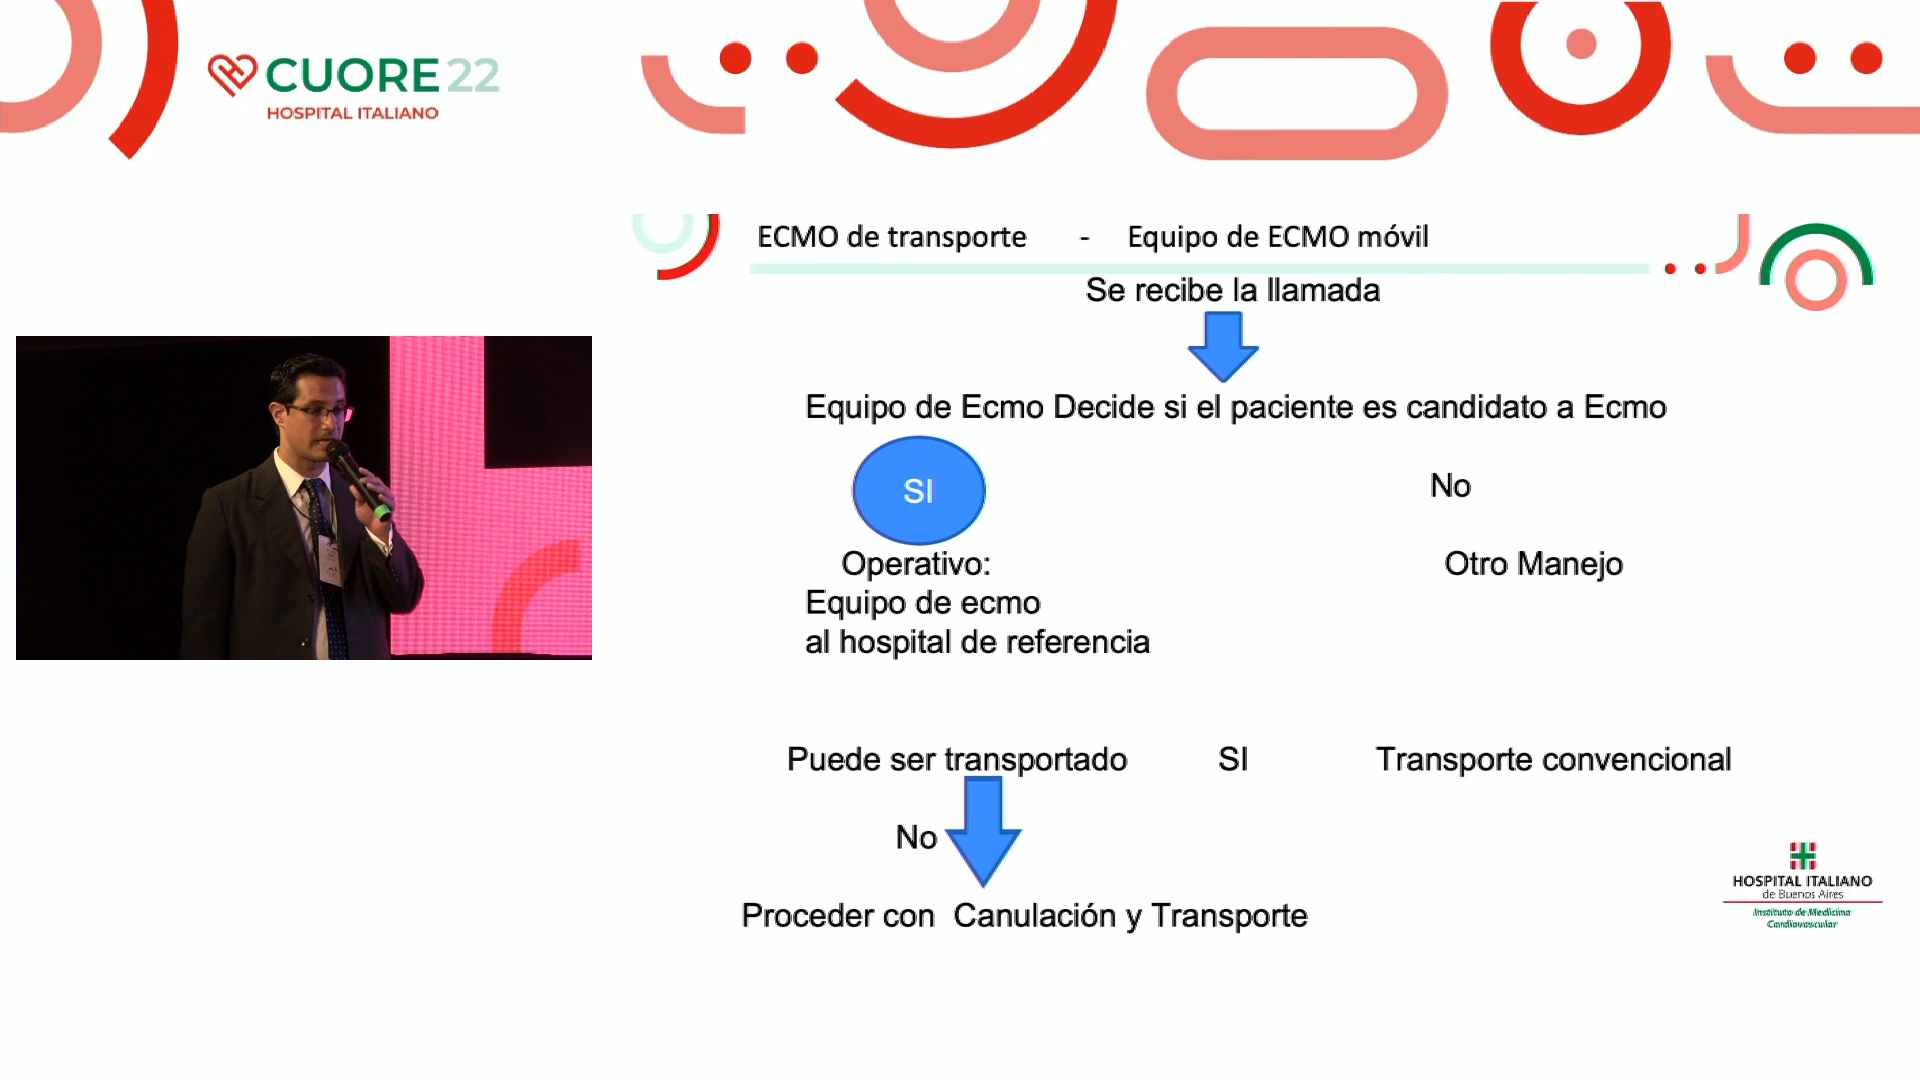 CUORE 22
HOSPITAL ITALIANO
ECMO de transporte - Equipo de ECMO móvil
Se recibe la llamada
Equipo de Ecmo Decide si el paciente es candidato a Ecmo
SI
No
Operativo:
Otro Manejo
Equipo de ecmo
al hospital de referencia
Puede ser transportado SI Transporte convencional
No
Proceder con Canulación y Transporte
HOSPITAL ITALIANO
de Buenos Aires
Instituto de Medicina
Cardiovascular